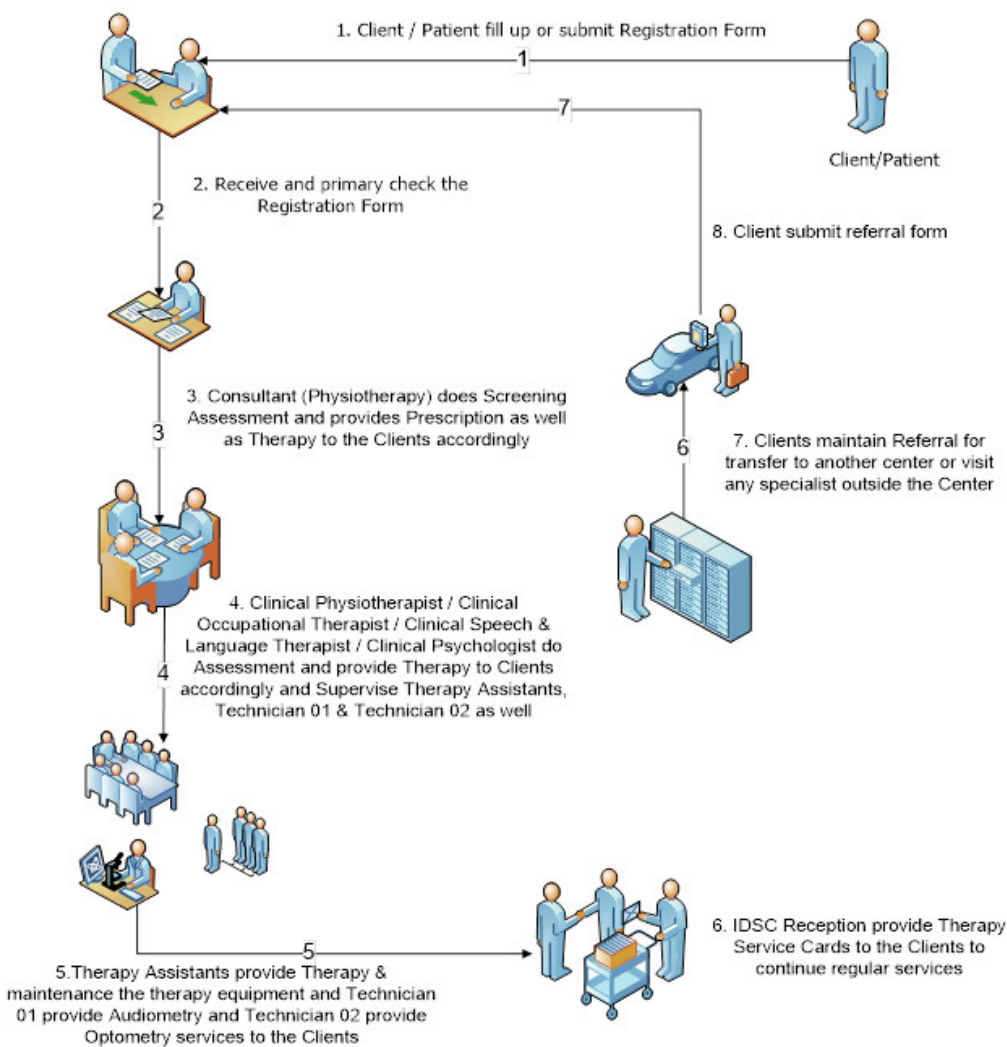 1. Client / Patient fill up or submit Registration Form
1
7
Client/Patient
2. Receive and primary check the
Registration Form
2
8. Client submit referral form
3. Consultant (Physiotherapy) does Screening
Assessment and provides Prescription as well
as Therapy to the Clients accordingly
3
6
7. Clients maintain Referral for
transfer to another center or visit
any specialist outside the Center
4. Clinical Physiotherapist / Clinical
Occupational Therapist / Clinical Speech &
Language Therapist / Clinical Psychologist do
Assessment and provide Therapy to Clients
accordingly and Supervise Therapy Assistants,
Technician 01 & Technician 02 as well
4
5
5.Therapy Assistants provide Therapy &
maintenance the therapy equipment and Technician
01 provide Audiometry and Technician 02 provide
Optometry services to the Clients
6. IDSC Reception provide Therapy
Service Cards to the Clients to
continue regular services